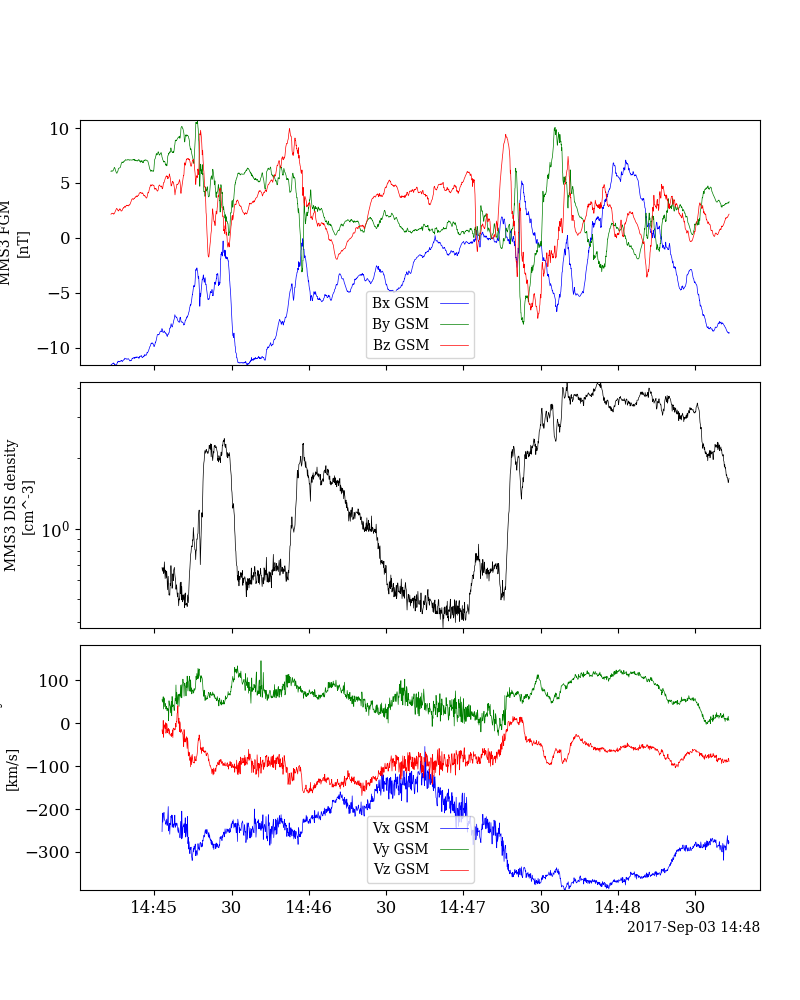 10
5
0
−5
−10
MMS3 FGM
[nT]
Bx GSM
By GSM
Bz GSM
10⁰
MMS3 DIS density
[cm^-3]
100
0
−100
−200
−300
[km/s]
Vx GSM
Vy GSM
Vz GSM
14:45 30 14:46 30 14:47 30 14:48 30
2017-Sep-03 14:48